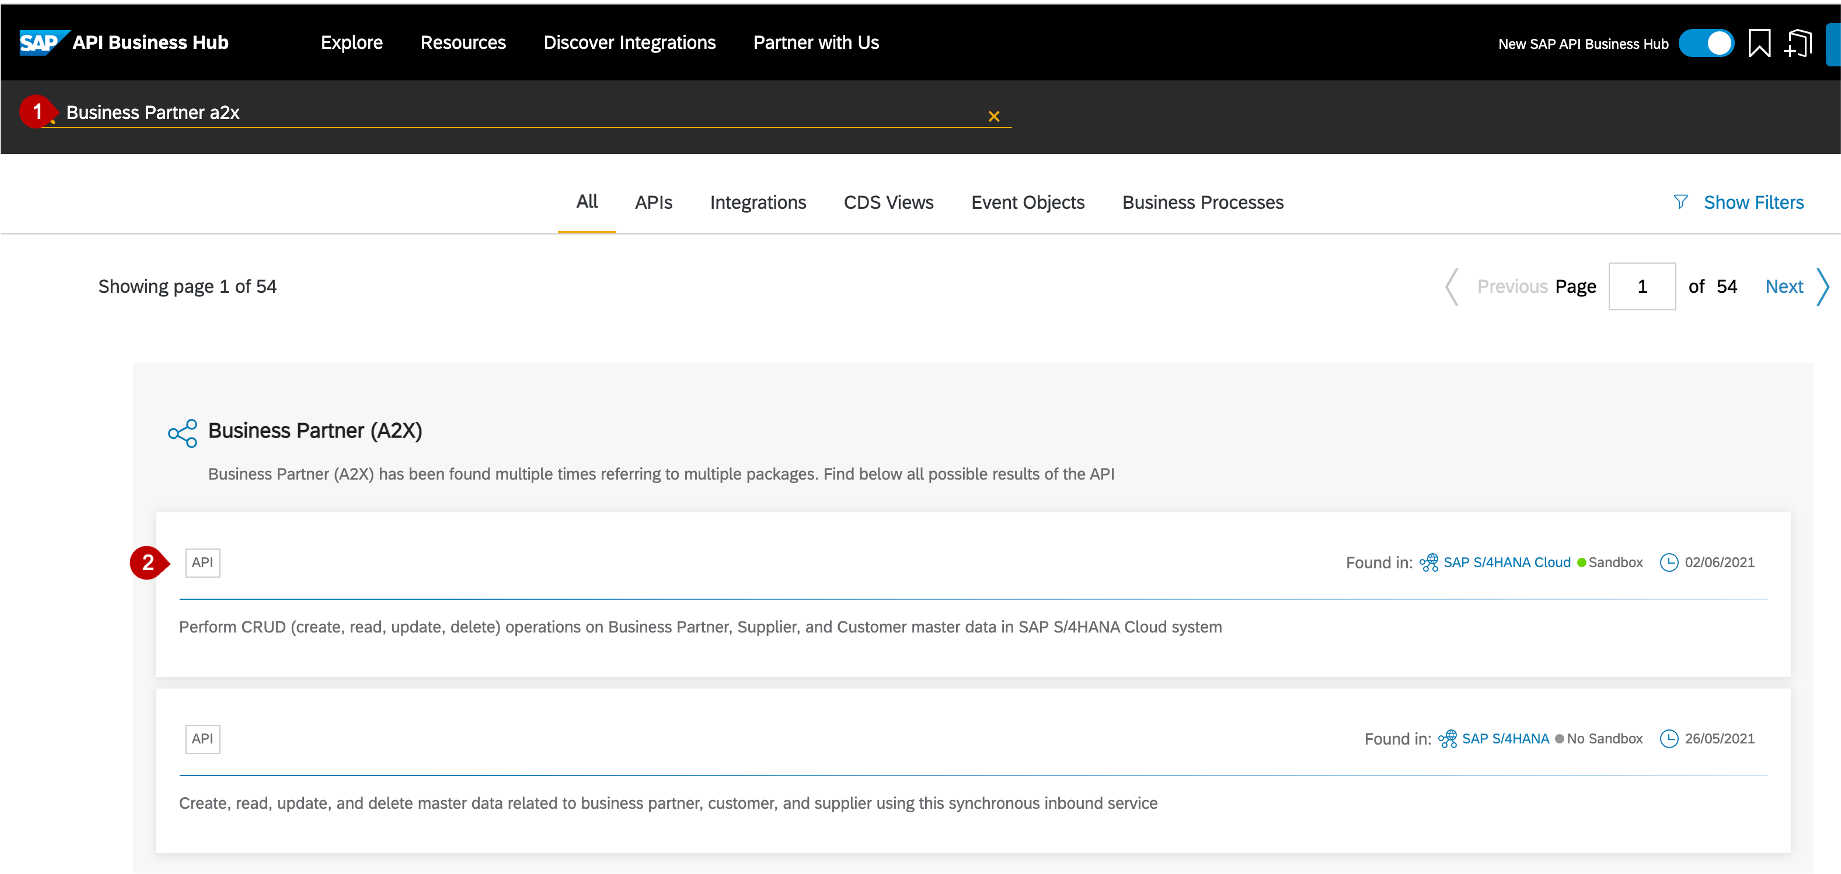 SAP API Business Hub Explore Resources Discover Integrations Partner with Us New SAP API Business Hub
1 Business Partner a2x
All APIs Integrations CDS Views Event Objects Business Processes Show Filters
Showing page 1 of 54 Previous Page 1 of 54 Next
Business Partner (A2X)
Business Partner (A2X) has been found multiple times referring to multiple packages. Find below all possible results of the API
2 API Found in: SAP S/4HANA Cloud Sandbox 02/06/2021
Perform CRUD (create, read, update, delete) operations on Business Partner, Supplier, and Customer master data in SAP S/4HANA Cloud system
API Found in: SAP S/4HANA No Sandbox 26/05/2021
Create, read, update, and delete master data related to business partner, customer, and supplier using this synchronous inbound service